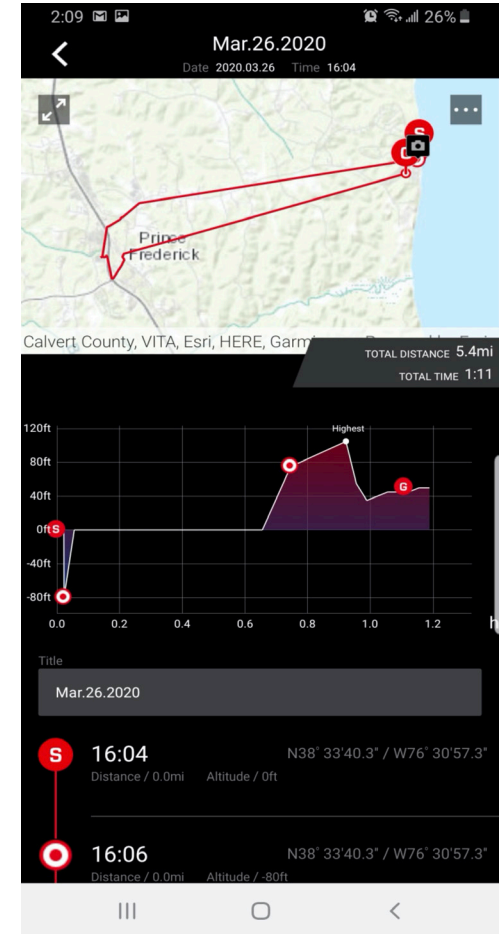 2:09 26%
Mar.26.2020
Date 2020.03.26 Time 16:04
S
G
Prince
Frederick
Calvert County, VITA, Esri, HERE, Garm
TOTAL DISTANCE 5.4mi
TOTAL TIME 1:11
120ft
Highest
80ft
40ft
G
0ft S
-40ft
-80ft
0.0 0.2 0.4 0.6 0.8 1.0 1.2 h
Title
Mar.26.2020
S 16:04 N38° 33'40.3" / W76° 30'57.3"
Distance / 0.0mi Altitude / 0ft
16:06 N38° 33'40.3" / W76° 30'57.3"
Distance / 0.0mi Altitude / -80ft